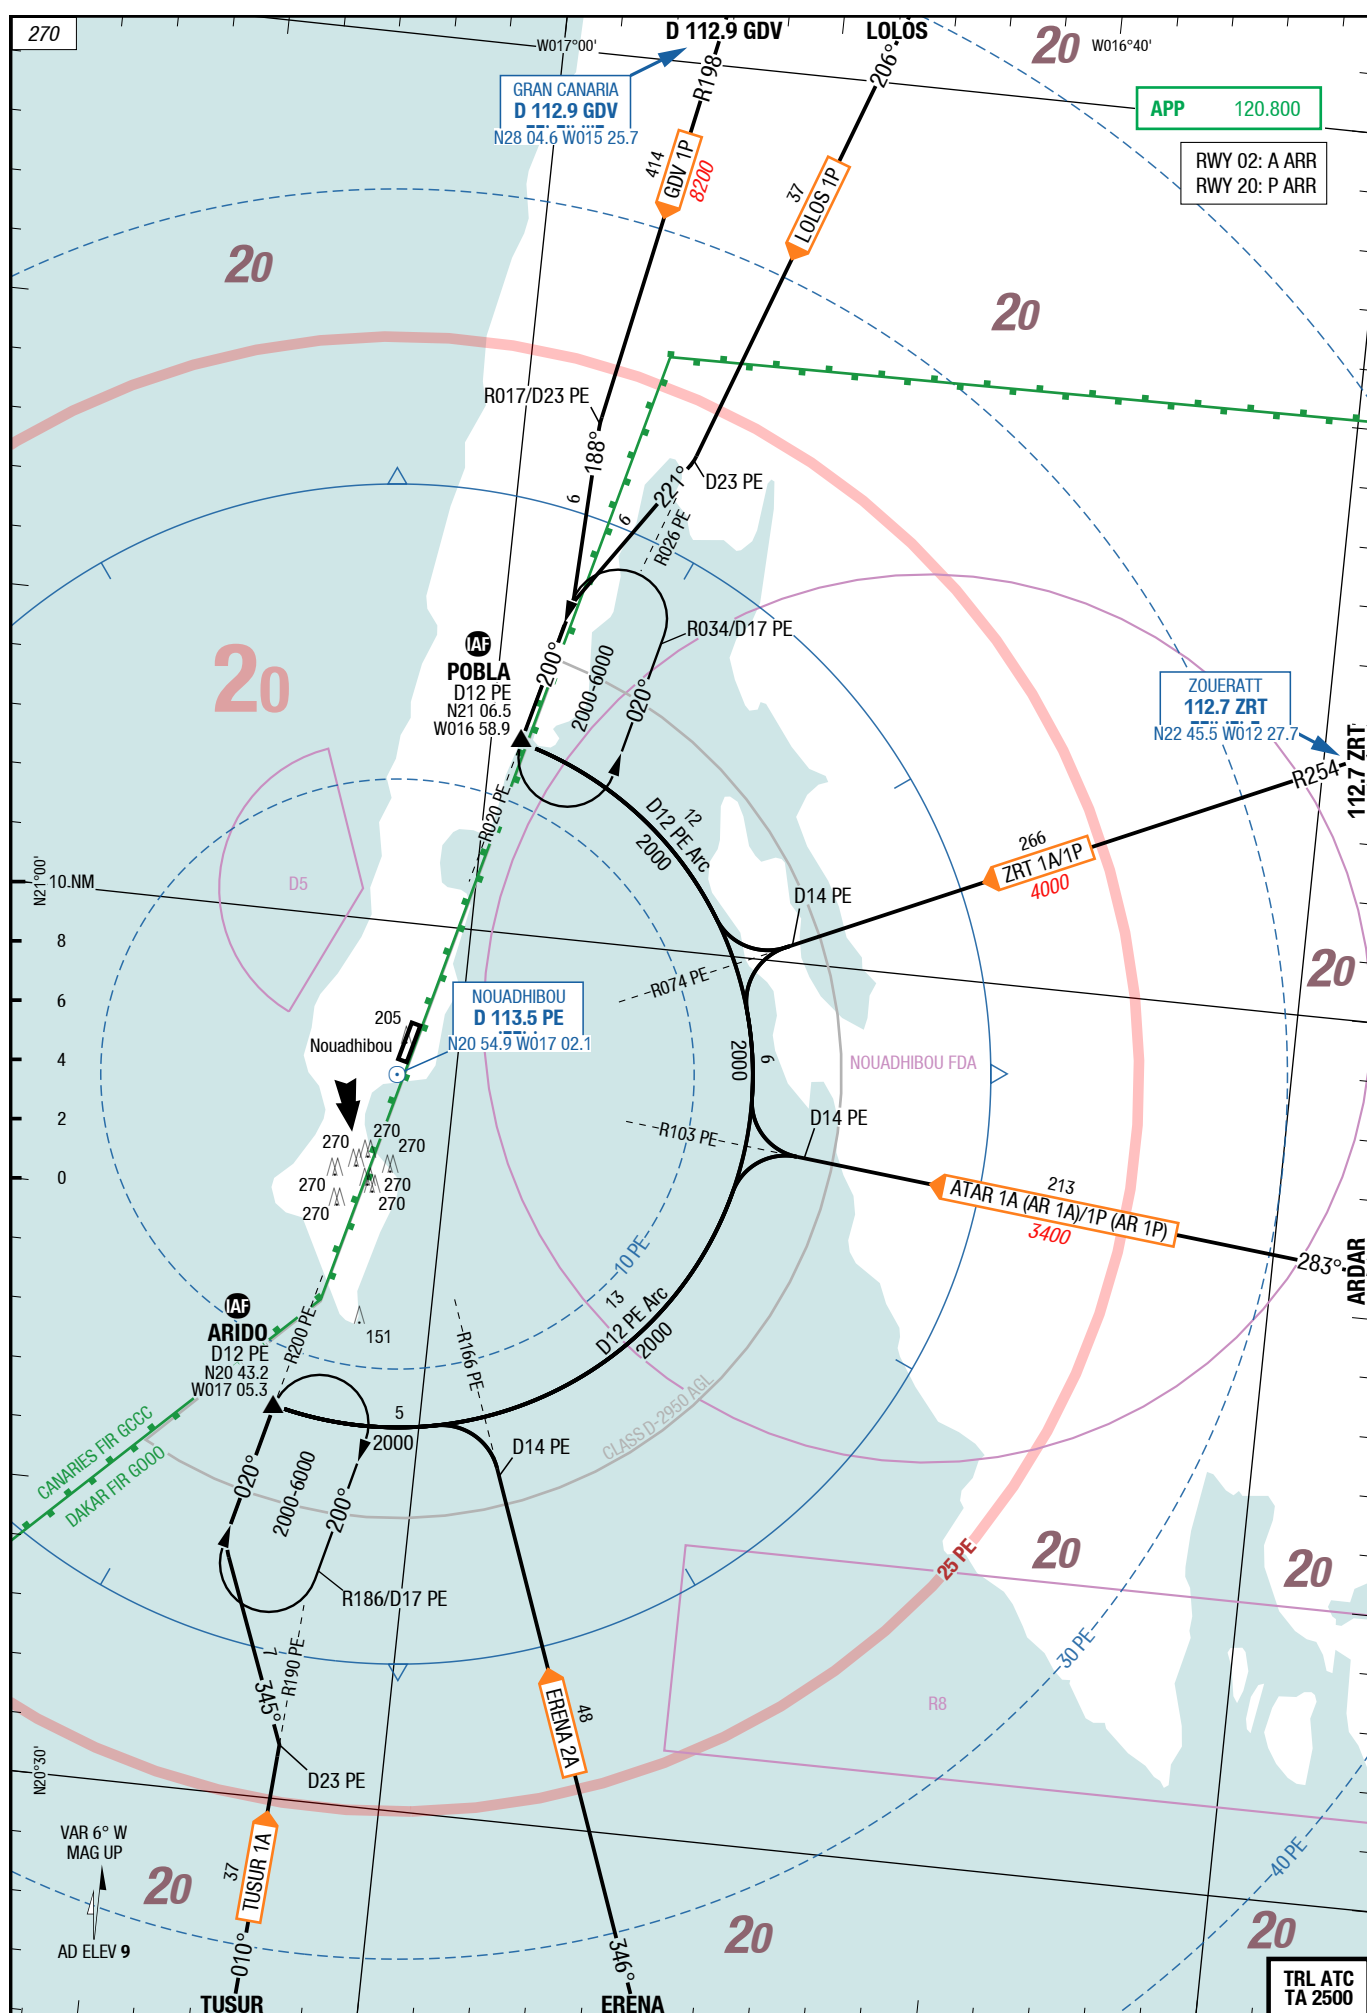 270
W017°00'
D 112.9 GDV
LOLOS
20
W016°40'
GRAN CANARIA
D 112.9 GDV
N28 04.6 W015 25.7
R198
206°
APP 120.800
RWY 02: A ARR
RWY 20: P ARR
414
GDV 1P
8200
37
LOLOS 1P
20
20
R017/D23 PE
188°
6
221°
D23 PE
6
R026 PE
R034/D17 PE
IAF
POBLA
D12 PE
N21 06.5
W016 58.9
200°
2000-6000
020°
20
ZOUERATT
112.7 ZRT
N22 45.5 W012 27.7
112.7 ZRT
R254
R020 PE
12
D12 PE Arc
2000
266
ZRT 1A/1P
4000
D14 PE
N21°00'
10 NM
8
6
4
2
0
D5
20
R074 PE
NOUADHIBOU
D 113.5 PE
N20 54.9 W017 02.1
205
Nouadhibou
2000
6
NOUADHIBOU FDA
D14 PE
R103 PE
270
270
270
270
270
270
270
213
ATAR 1A (AR 1A)/1P (AR 1P)
3400
283°
ARDAR
10 PE
13
D12 PE Arc
2000
IAF
ARIDO
D12 PE
N20 43.2
W017 05.3
R200 PE
151
R166 PE
5
2000
D14 PE
CLASS D-2950 AGL
CANARIES FIR GCCC
DAKAR FIR GOOO
020°
2000-6000
200°
R186/D17 PE
25 PE
20
20
R190 PE
7
345°
D23 PE
30 PE
R8
ERENA 2A
48
N20°30'
VAR 6° W
MAG UP
AD ELEV 9
20
37
TUSUR 1A
010°
TUSUR
346°
ERENA
20
40 PE
20
TRL ATC
TA 2500